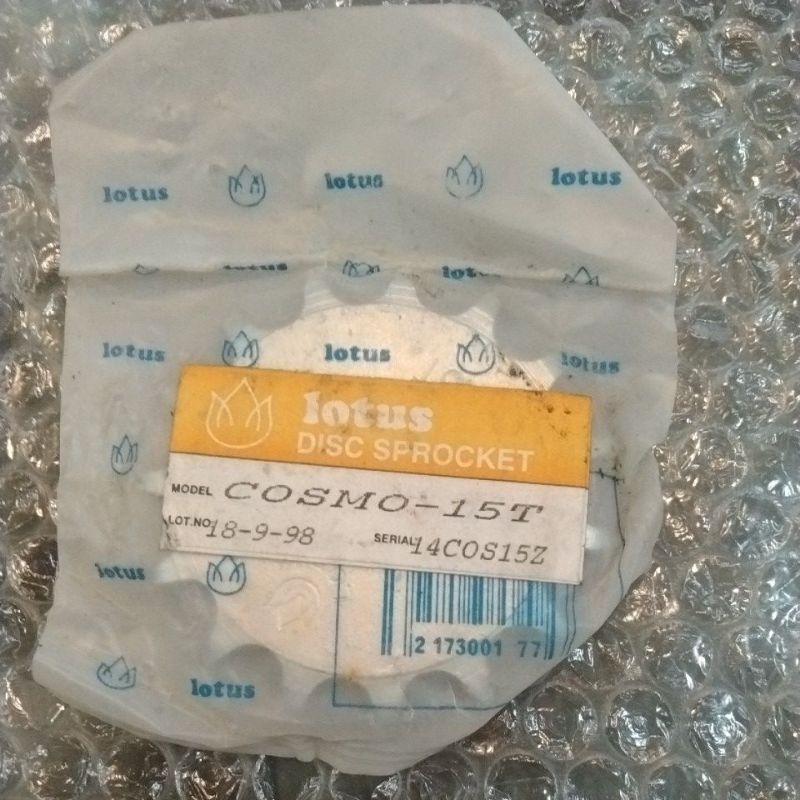 lotus lotus lotus
lotus lotus
lotus lotus lotus
lotus
DISC SPROCKET
MODEL COSMO-15T
LOT.NO 18-9-98 SERIAL 14COS15Z
lotus
2 173001 77
lotus